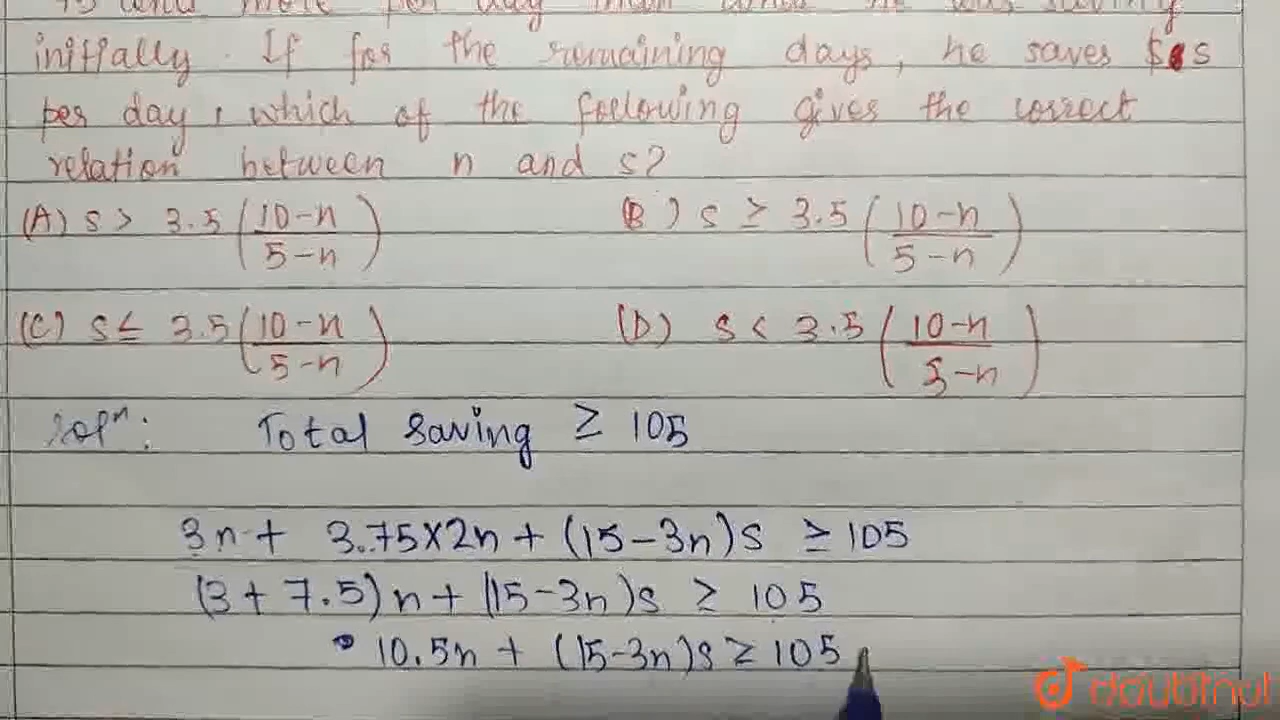 initially. If for the remaining days, he saves $ s
per day, which of the following gives the correct
relation between n and s?
(A) s > 3.5 (10-n / 5-n)
(B) s ≥ 3.5 (10-n / 5-n)
(C) s ≤ 3.5 (10-n / 5-n)
(D) s < 3.5 (10-n / 5-n)
Solⁿ: Total saving ≥ 105
3n + 3.75×2n + (15-3n)s ≥ 105
(3 + 7.5)n + (15-3n)s ≥ 105
10.5n + (15-3n)s ≥ 105
doubtnut